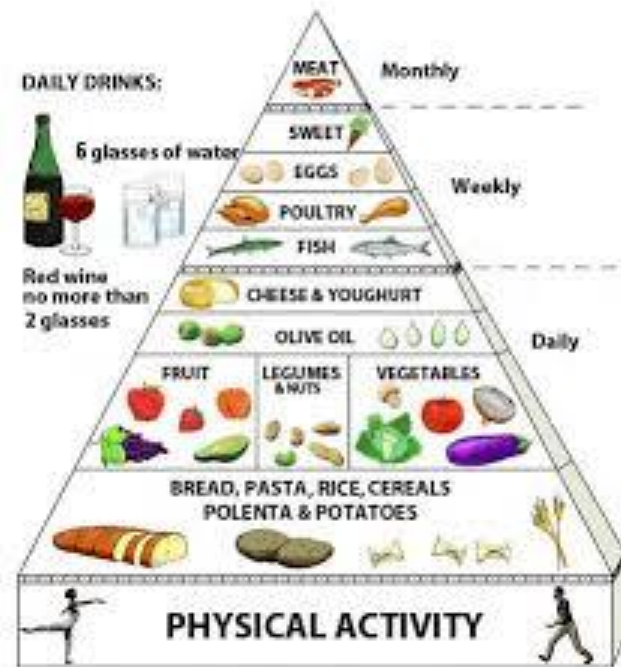 MEAT
Monthly
DAILY DRINKS:
SWEET
6 glasses of water
EGGS
Weekly
POULTRY
FISH
Red wine
no more than
2 glasses
CHEESE & YOUGHURT
OLIVE OIL
Daily
FRUIT
LEGUMES
& NUTS
VEGETABLES
BREAD, PASTA, RICE, CEREALS
POLENTA & POTATOES
PHYSICAL ACTIVITY